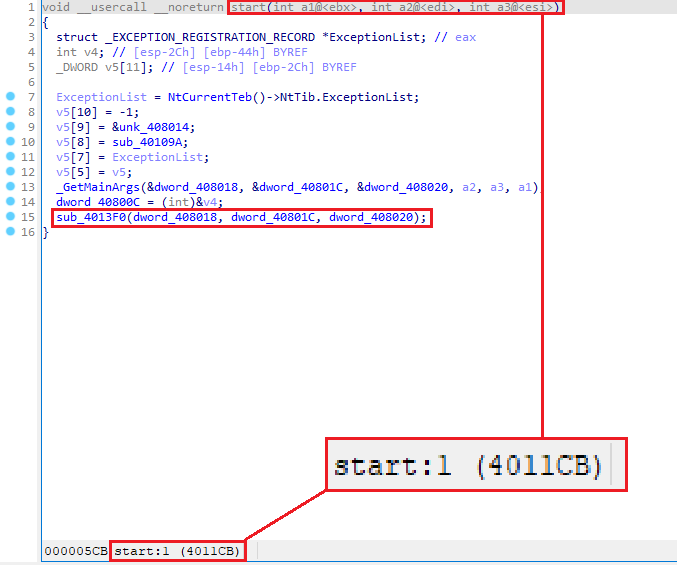 1 void __usercall __noreturn start(int a1@<ebx>, int a2@<edi>, int a3@<esi>)
2 {
3 struct _EXCEPTION_REGISTRATION_RECORD *ExceptionList; // eax
4 int v4; // [esp-2Ch] [ebp-44h] BYREF
5 _DWORD v5[11]; // [esp-14h] [ebp-2Ch] BYREF
6
7 ExceptionList = NtCurrentTeb()->NtTib.ExceptionList;
8 v5[10] = -1;
9 v5[9] = &unk_408014;
10 v5[8] = sub_40109A;
11 v5[7] = ExceptionList;
12 v5[5] = v5;
13 _GetMainArgs(&dword_408018, &dword_40801C, &dword_408020, a2, a3, a1)
14 dword_40800C = (int)&v4;
15 sub_4013F0(dword_408018, dword_40801C, dword_408020);
16 }
start:1 (4011CB)
000005CB start:1 (4011CB)